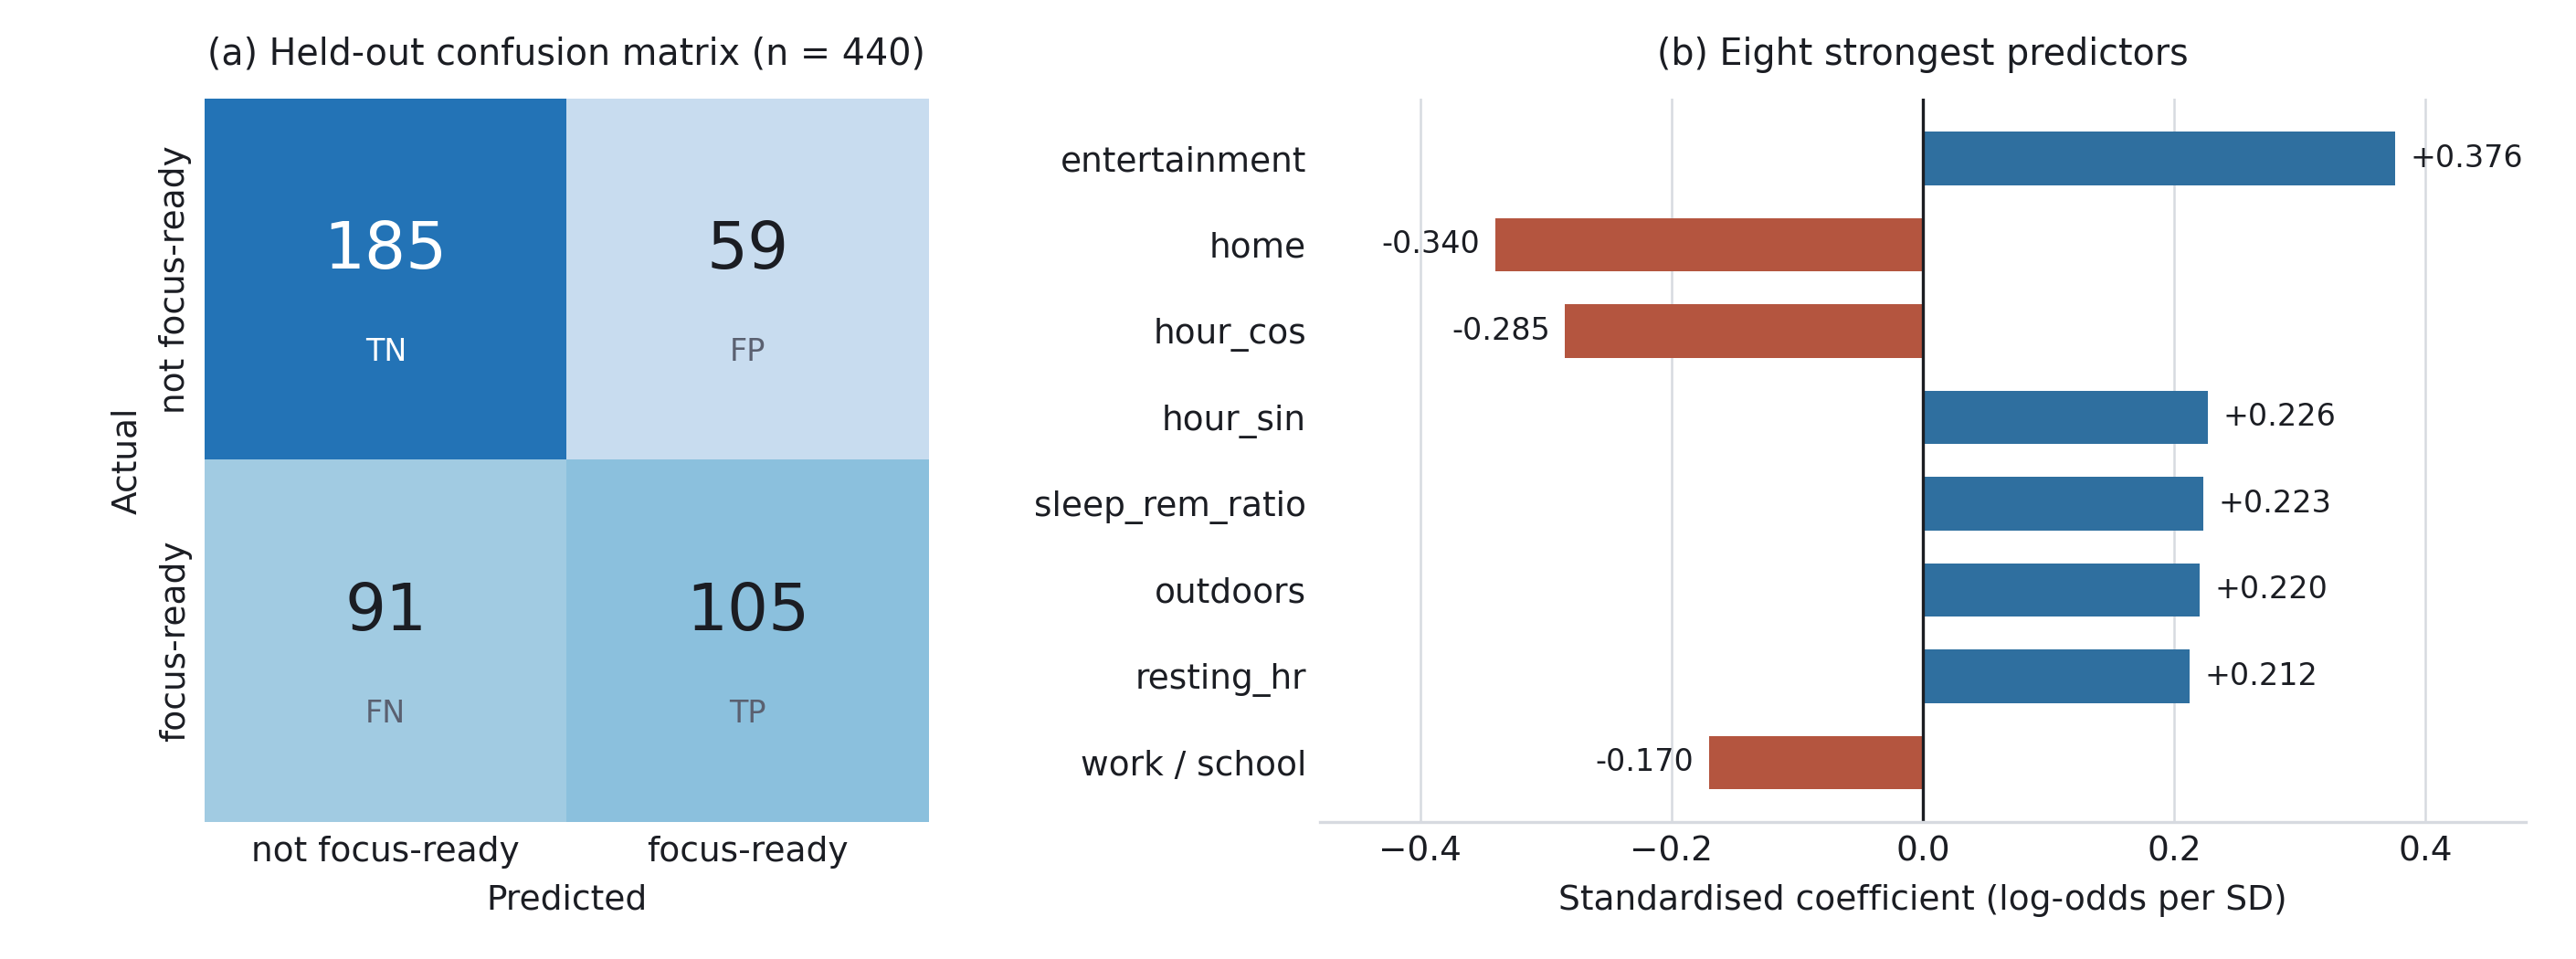 (a) Held-out confusion matrix (n = 440)
Actual
not focus-ready
focus-ready
185
TN
59
FP
91
FN
105
TP
not focus-ready
focus-ready
Predicted
(b) Eight strongest predictors
entertainment
+0.376
home
-0.340
hour_cos
-0.285
hour_sin
+0.226
sleep_rem_ratio
+0.223
outdoors
+0.220
resting_hr
+0.212
work / school
-0.170
−0.4
−0.2
0.0
0.2
0.4
Standardised coefficient (log-odds per SD)